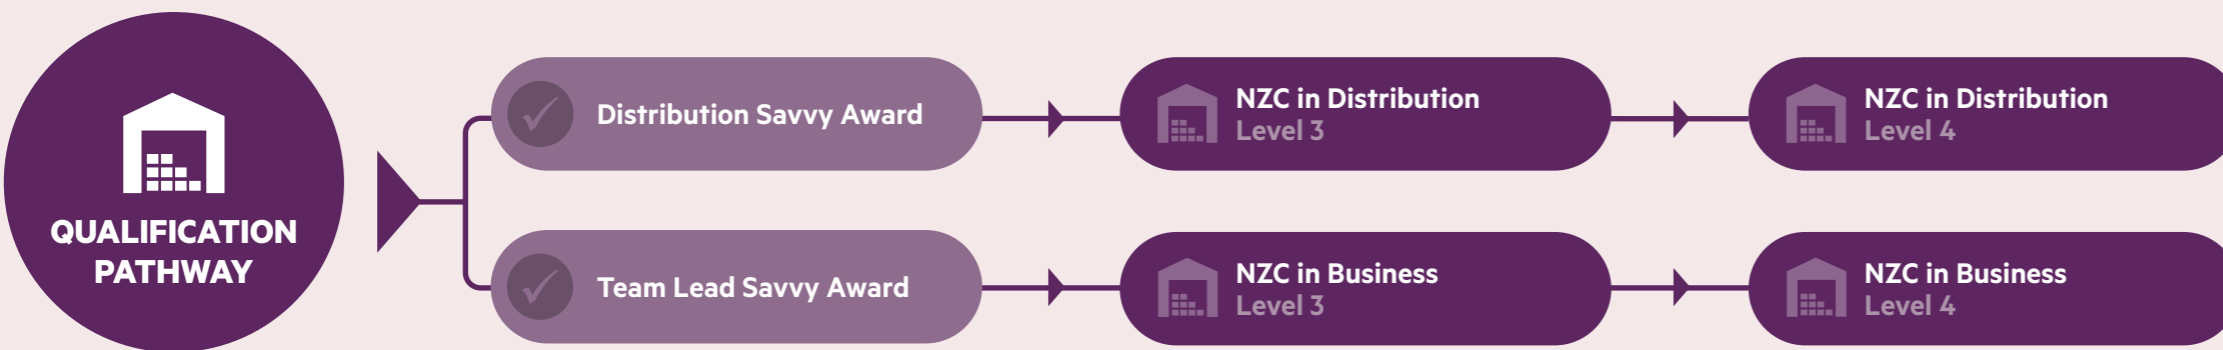 QUALIFICATION
PATHWAY
Distribution Savvy Award
NZC in Distribution
Level 3
NZC in Distribution
Level 4
Team Lead Savvy Award
NZC in Business
Level 3
NZC in Business
Level 4